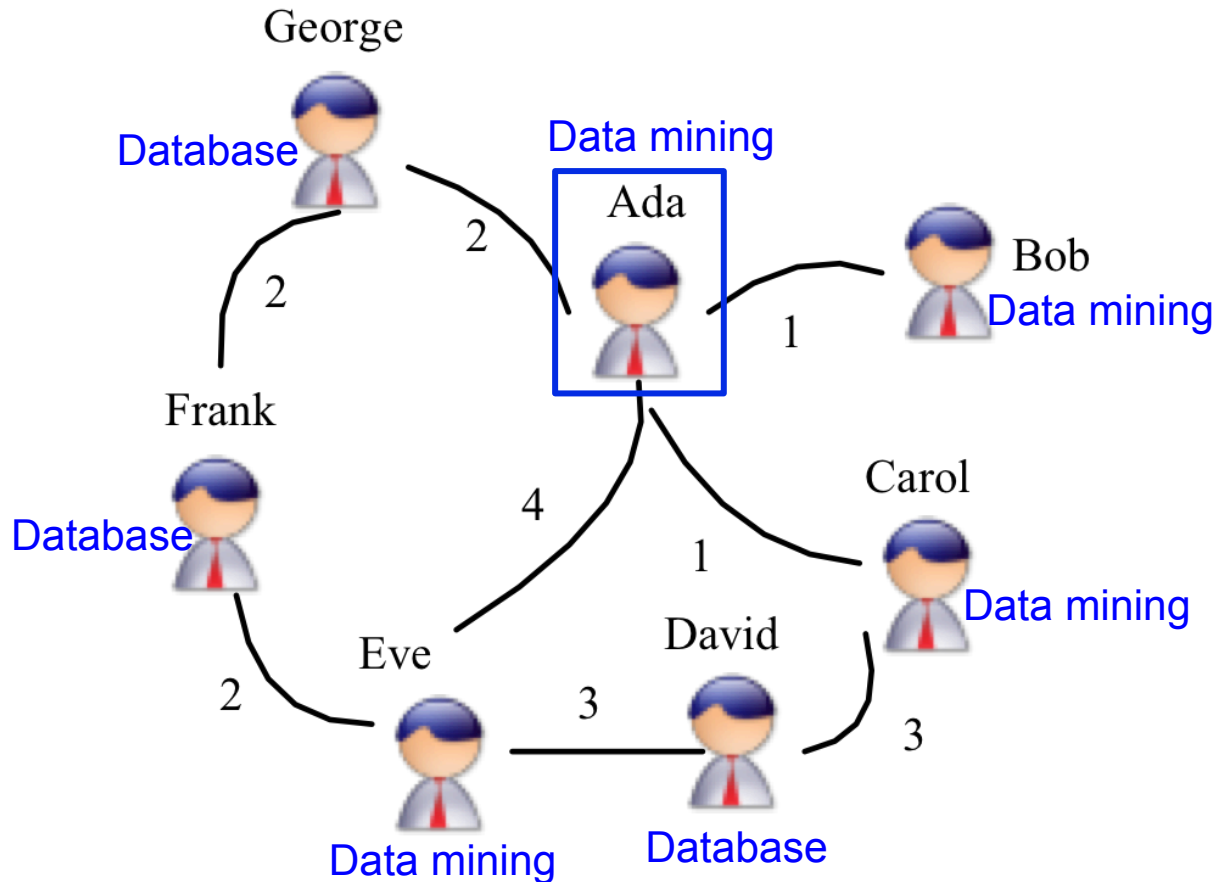 George
Database
Data mining
Ada
2
2
Bob
Data mining
1
Frank
Database
4
1
Carol
Data mining
David
Eve
2
3
3
Data mining
Database